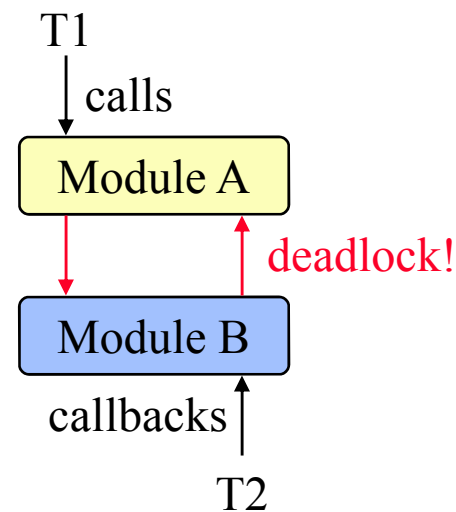 T1
calls
Module A
deadlock!
Module B
callbacks
T2